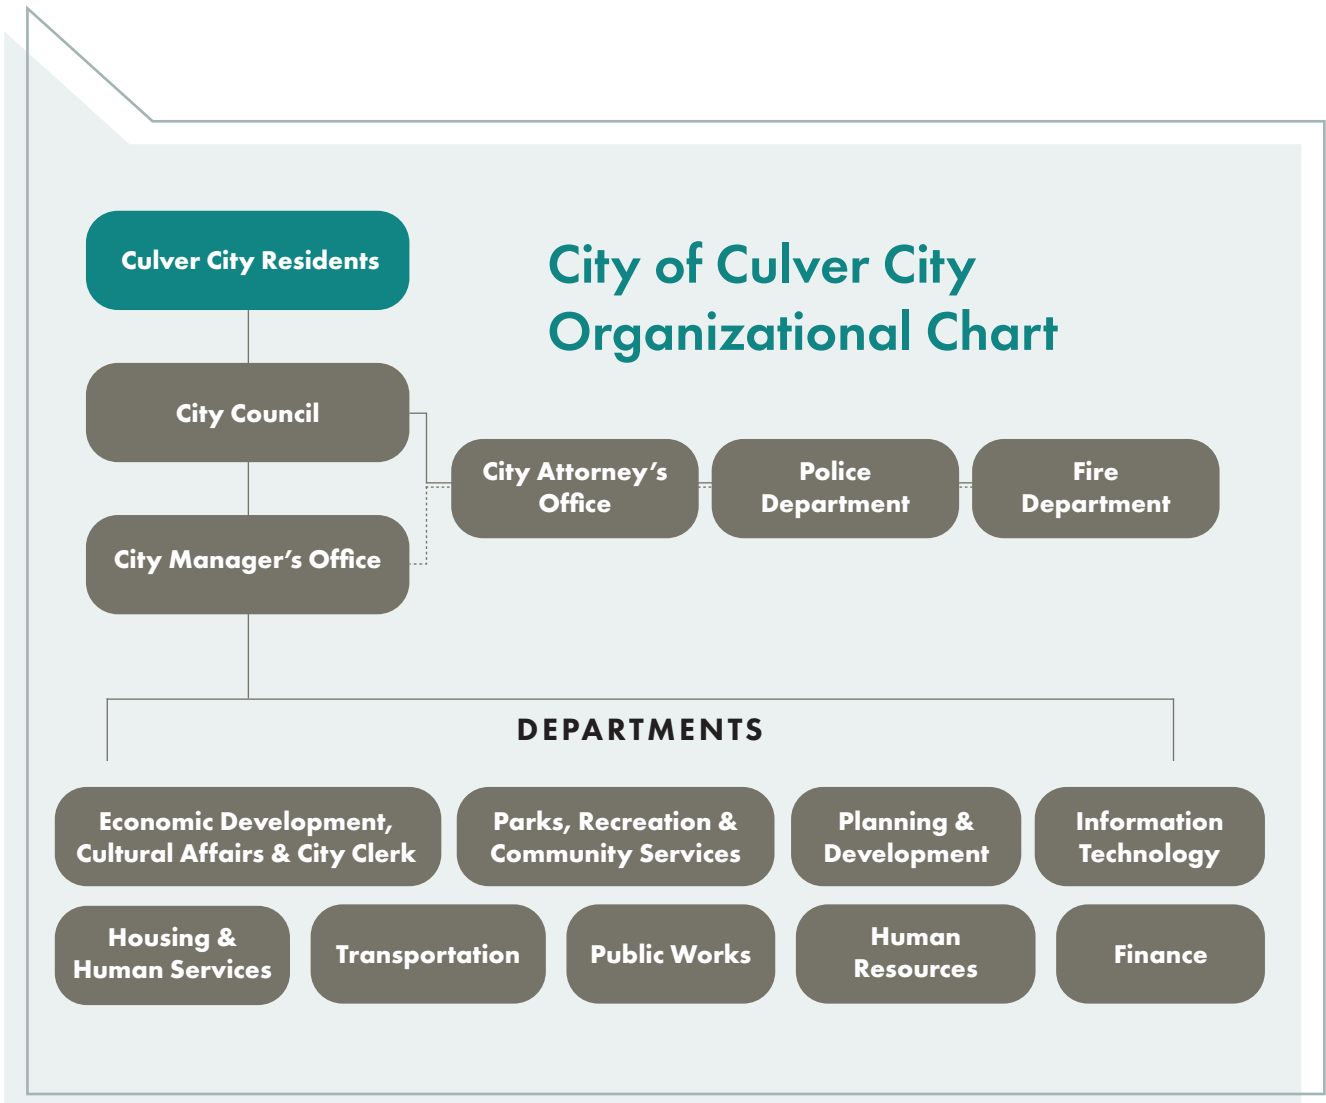 Culver City Residents
City of Culver City
Organizational Chart
City Council
City Attorney’s
Office
Police
Department
Fire
Department
City Manager’s Office
DEPARTMENTS
Economic Development,
Cultural Affairs & City Clerk
Parks, Recreation &
Community Services
Planning &
Development
Information
Technology
Housing &
Human Services
Transportation
Public Works
Human
Resources
Finance